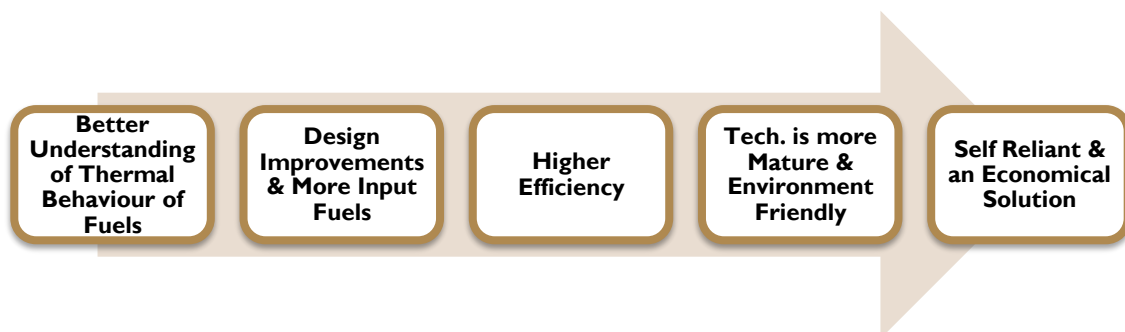 Better
Understanding
of Thermal
Behaviour of
Fuels
Design
Improvements
& More Input
Fuels
Higher
Efficiency
Tech. is more
Mature &
Environment
Friendly
Self Reliant &
an Economical
Solution